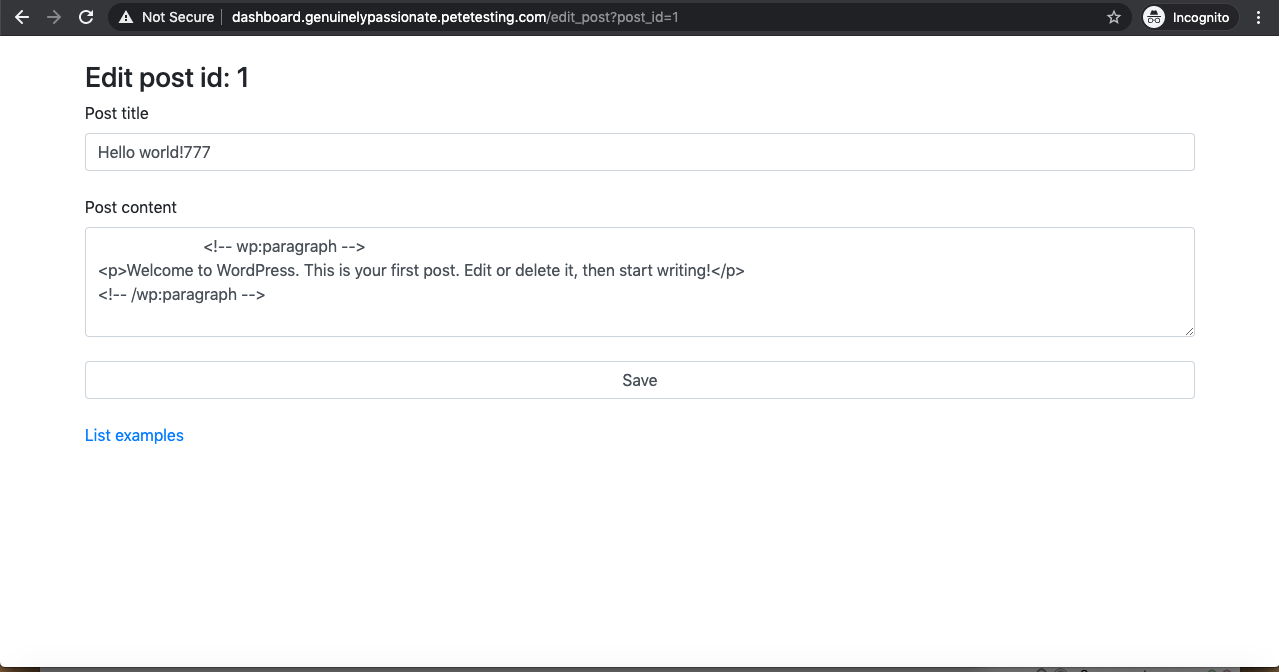 Not Secure dashboard.genuinelypassionate.petetesting.com/edit_post?post_id=1 Incognito
Edit post id: 1
Post title
Hello world!777
Post content
<!-- wp:paragraph -->
<p>Welcome to WordPress. This is your first post. Edit or delete it, then start writing!</p>
<!-- /wp:paragraph -->
Save
List examples